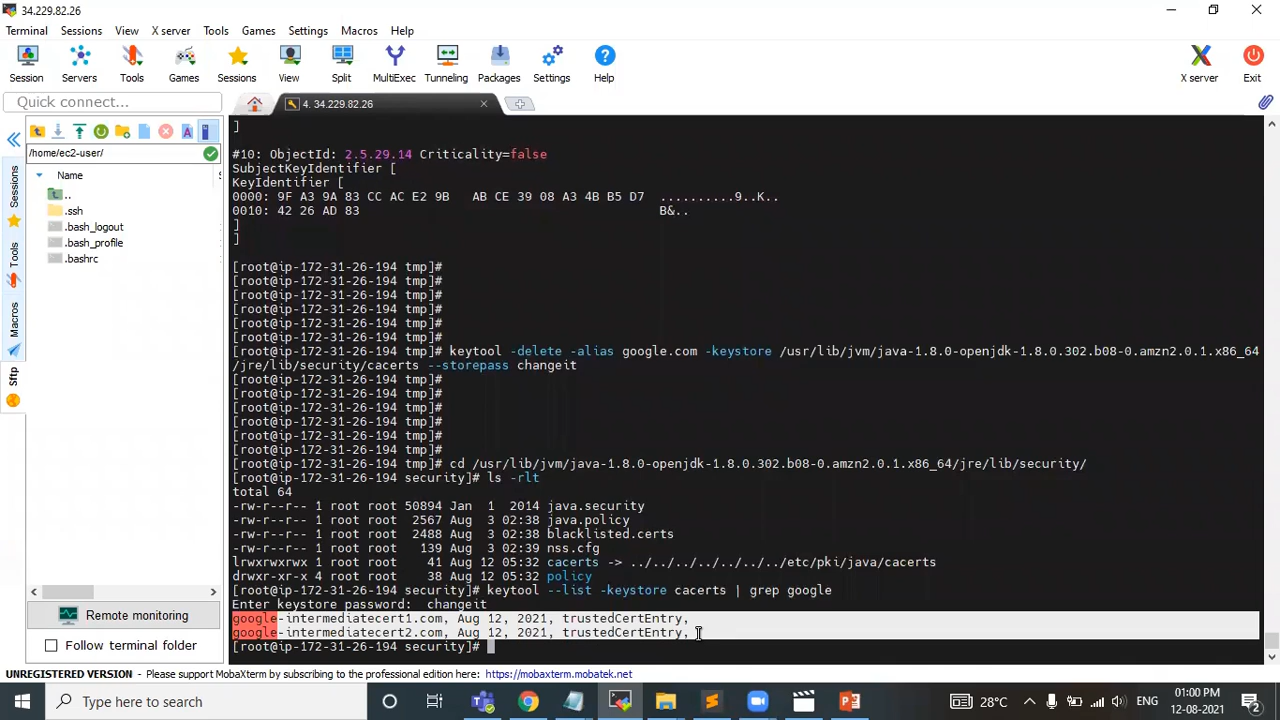 34.229.82.26
Terminal Sessions View X server Tools Games Settings Macros Help
Session Servers Tools Games Sessions View Split MultiExec Tunneling Packages Settings Help X server Exit
Quick connect...
4. 34.229.82.26
/home/ec2-user/
Name
..
.ssh
.bash_logout
.bash_profile
.bashrc
Sessions
Tools
Macros
Sftp
Remote monitoring
Follow terminal folder
]
#10: ObjectId: 2.5.29.14 Criticality=false
SubjectKeyIdentifier [
KeyIdentifier [
0000: 9F A3 9A 83 CC AC E2 9B   AB CE 39 08 A3 4B B5 D7  ..........9..K..
0010: 42 26 AD 83                                        B&..
]
]
[root@ip-172-31-26-194 tmp]#
[root@ip-172-31-26-194 tmp]#
[root@ip-172-31-26-194 tmp]#
[root@ip-172-31-26-194 tmp]#
[root@ip-172-31-26-194 tmp]#
[root@ip-172-31-26-194 tmp]#
[root@ip-172-31-26-194 tmp]# keytool -delete -alias google.com -keystore /usr/lib/jvm/java-1.8.0-openjdk-1.8.0.302.b08-0.amzn2.0.1.x86_64
/jre/lib/security/cacerts --storepass changeit
[root@ip-172-31-26-194 tmp]#
[root@ip-172-31-26-194 tmp]#
[root@ip-172-31-26-194 tmp]#
[root@ip-172-31-26-194 tmp]#
[root@ip-172-31-26-194 tmp]#
[root@ip-172-31-26-194 tmp]#
[root@ip-172-31-26-194 tmp]# cd /usr/lib/jvm/java-1.8.0-openjdk-1.8.0.302.b08-0.amzn2.0.1.x86_64/jre/lib/security/
[root@ip-172-31-26-194 security]# ls -rlt
total 64
-rw-r--r-- 1 root root 50894 Jan  1  2014 java.security
-rw-r--r-- 1 root root  2567 Aug  3 02:38 java.policy
-rw-r--r-- 1 root root  2488 Aug  3 02:38 blacklisted.certs
-rw-r--r-- 1 root root   139 Aug  3 02:39 nss.cfg
lrwxrwxrwx 1 root root    41 Aug 12 05:32 cacerts -> ../../../../../../../etc/pki/java/cacerts
drwxr-xr-x 4 root root    38 Aug 12 05:32 policy
[root@ip-172-31-26-194 security]# keytool --list -keystore cacerts | grep google
Enter keystore password:  changeit
google-intermediatecert1.com, Aug 12, 2021, trustedCertEntry,
google-intermediatecert2.com, Aug 12, 2021, trustedCertEntry,
[root@ip-172-31-26-194 security]#
UNREGISTERED VERSION - Please support MobaXterm by subscribing to the professional edition here: https://mobaxterm.mobatek.net
Type here to search
28°C
ENG
01:00 PM
12-08-2021
2